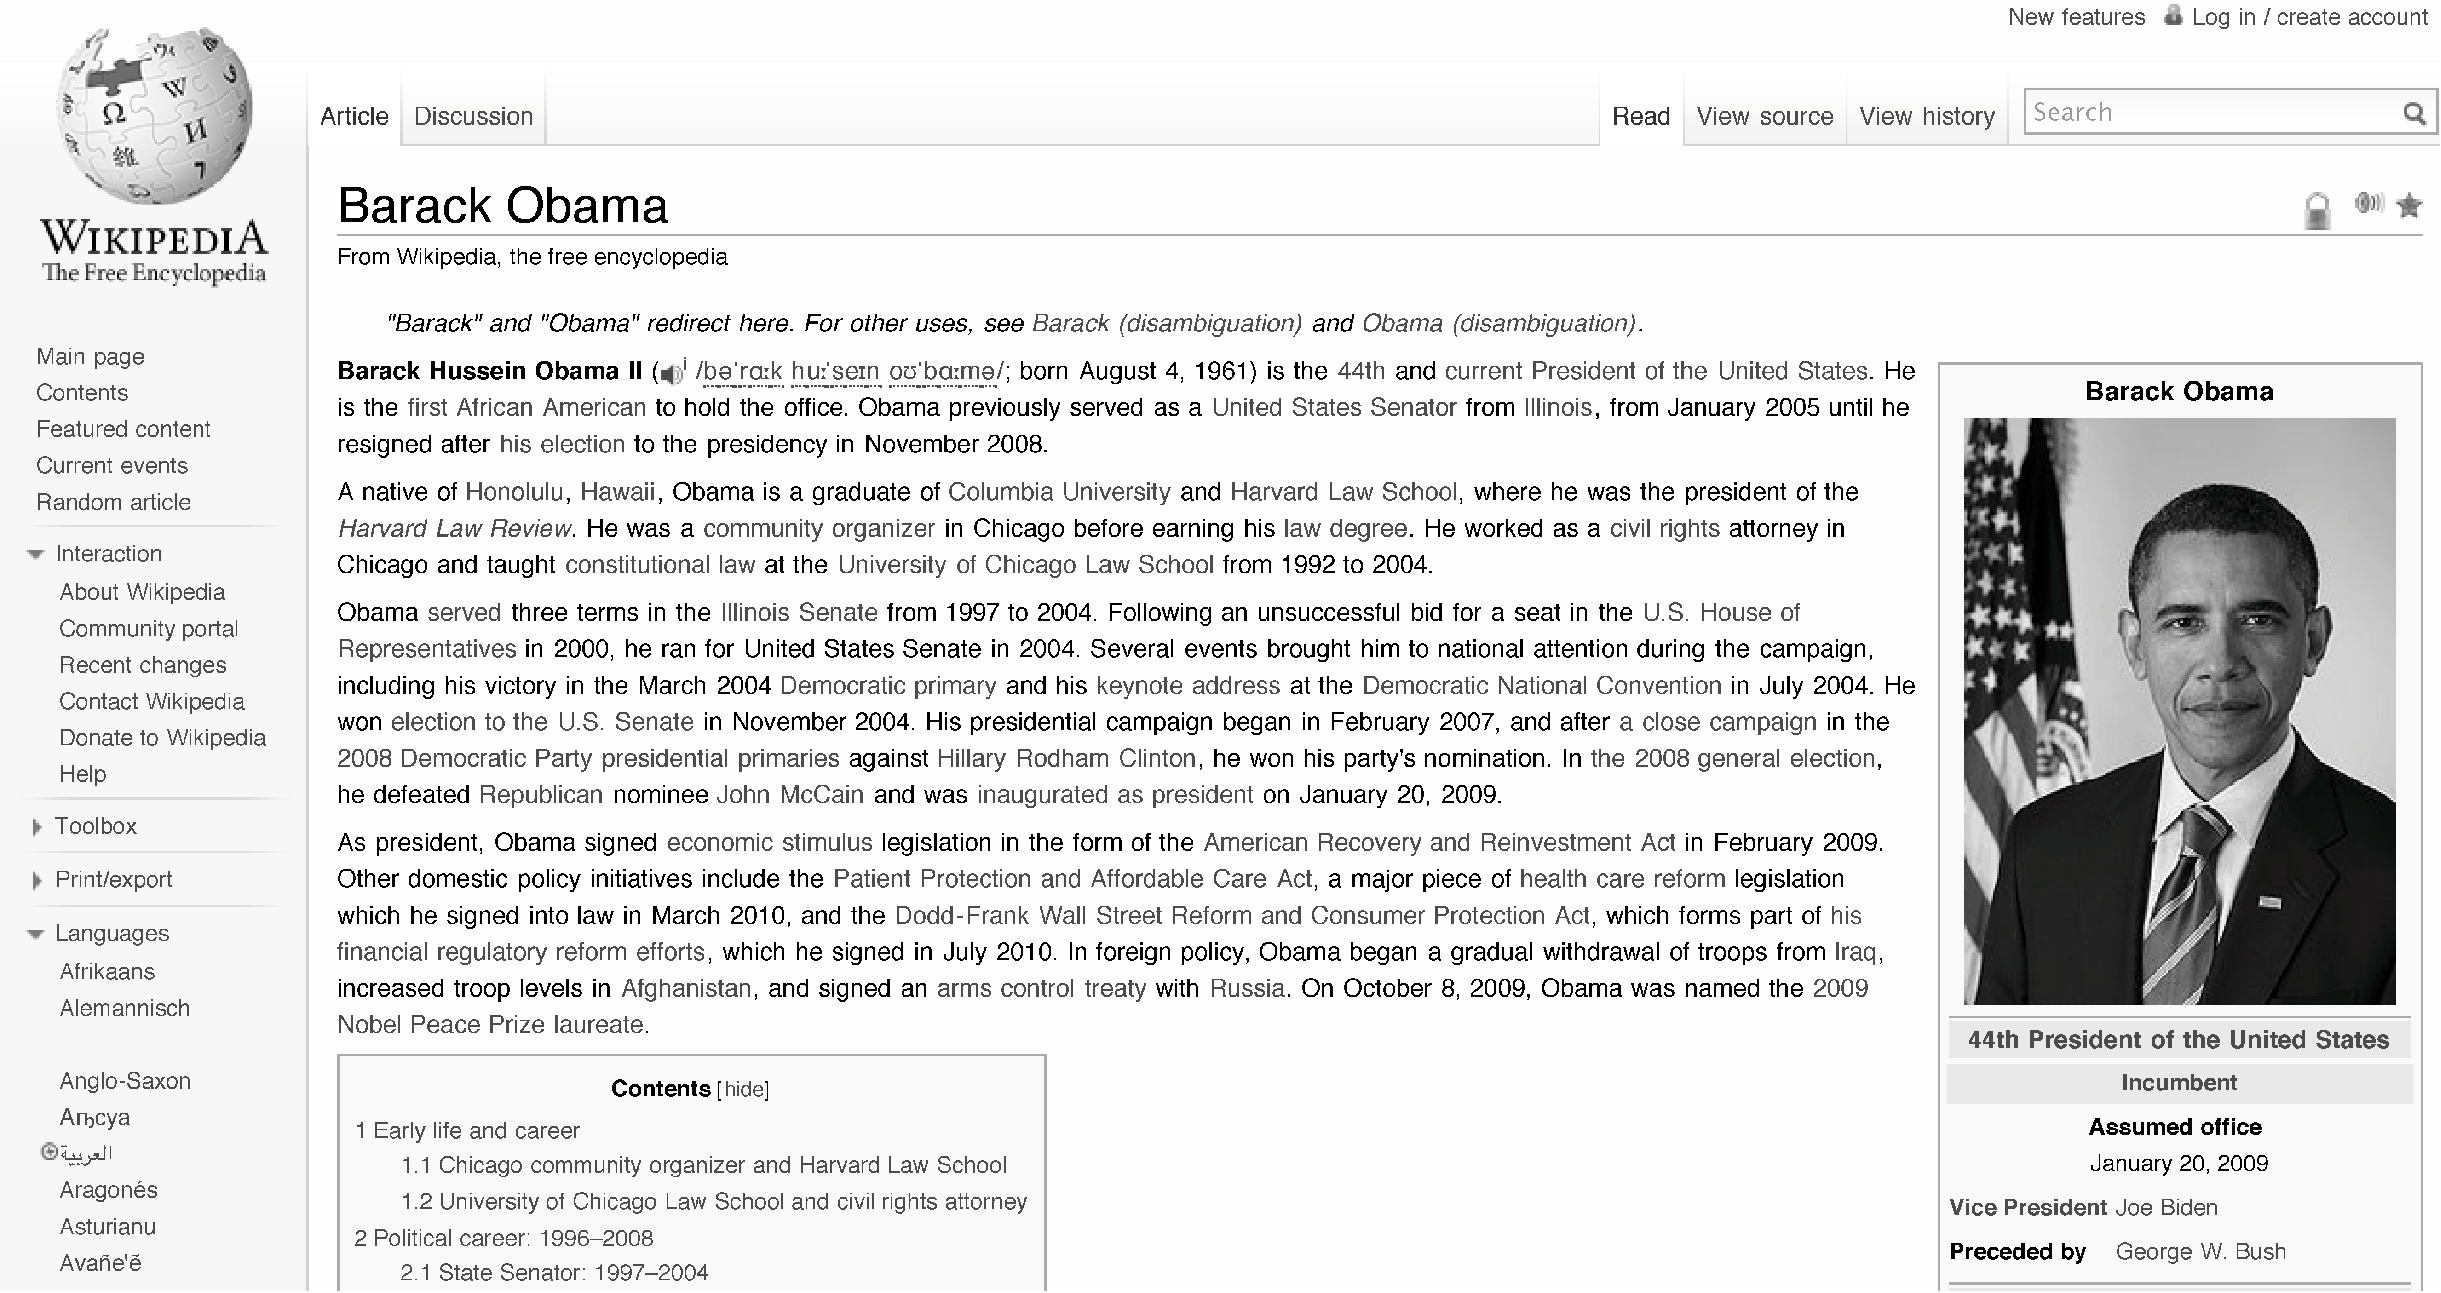 New features Log in / create account
Article Discussion Read View source View history Search
WIKIPEDIA
The Free Encyclopedia
Main page
Contents
Featured content
Current events
Random article
Interaction
About Wikipedia
Community portal
Recent changes
Contact Wikipedia
Donate to Wikipedia
Help
Toolbox
Print/export
Languages
Afrikaans
Alemannisch
Anglo-Saxon
Аҧсуа
العربية
Aragonés
Asturianu
Avañe'ẽ
Barack Obama
From Wikipedia, the free encyclopedia
"Barack" and "Obama" redirect here. For other uses, see Barack (disambiguation) and Obama (disambiguation).
Barack Hussein Obama II (i /bəˈrɑːk huːˈseɪn oʊˈbɑːmə/; born August 4, 1961) is the 44th and current President of the United States. He
is the first African American to hold the office. Obama previously served as a United States Senator from Illinois, from January 2005 until he
resigned after his election to the presidency in November 2008.
A native of Honolulu, Hawaii, Obama is a graduate of Columbia University and Harvard Law School, where he was the president of the
Harvard Law Review. He was a community organizer in Chicago before earning his law degree. He worked as a civil rights attorney in
Chicago and taught constitutional law at the University of Chicago Law School from 1992 to 2004.
Obama served three terms in the Illinois Senate from 1997 to 2004. Following an unsuccessful bid for a seat in the U.S. House of
Representatives in 2000, he ran for United States Senate in 2004. Several events brought him to national attention during the campaign,
including his victory in the March 2004 Democratic primary and his keynote address at the Democratic National Convention in July 2004. He
won election to the U.S. Senate in November 2004. His presidential campaign began in February 2007, and after a close campaign in the
2008 Democratic Party presidential primaries against Hillary Rodham Clinton, he won his party's nomination. In the 2008 general election,
he defeated Republican nominee John McCain and was inaugurated as president on January 20, 2009.
As president, Obama signed economic stimulus legislation in the form of the American Recovery and Reinvestment Act in February 2009.
Other domestic policy initiatives include the Patient Protection and Affordable Care Act, a major piece of health care reform legislation
which he signed into law in March 2010, and the Dodd-Frank Wall Street Reform and Consumer Protection Act, which forms part of his
financial regulatory reform efforts, which he signed in July 2010. In foreign policy, Obama began a gradual withdrawal of troops from Iraq,
increased troop levels in Afghanistan, and signed an arms control treaty with Russia. On October 8, 2009, Obama was named the 2009
Nobel Peace Prize laureate.
Contents [hide]
1 Early life and career
1.1 Chicago community organizer and Harvard Law School
1.2 University of Chicago Law School and civil rights attorney
2 Political career: 1996–2008
2.1 State Senator: 1997–2004
Barack Obama
44th President of the United States
Incumbent
Assumed office
January 20, 2009
Vice President Joe Biden
Preceded by George W. Bush